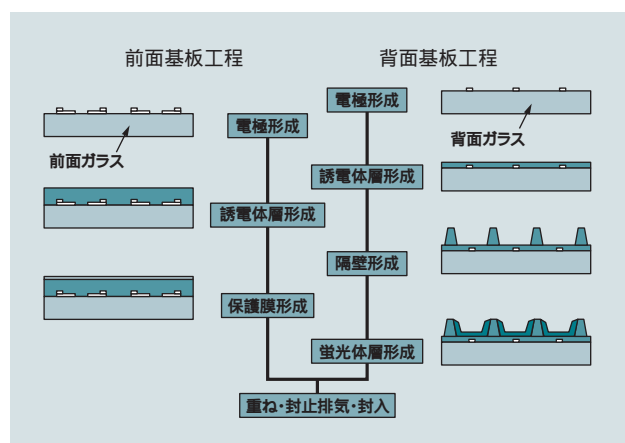 前面基板工程
背面基板工程
電極形成
前面ガラス
誘電体層形成
保護膜形成
電極形成
背面ガラス
誘電体層形成
隔壁形成
蛍光体層形成
重ね・封止排気・封入